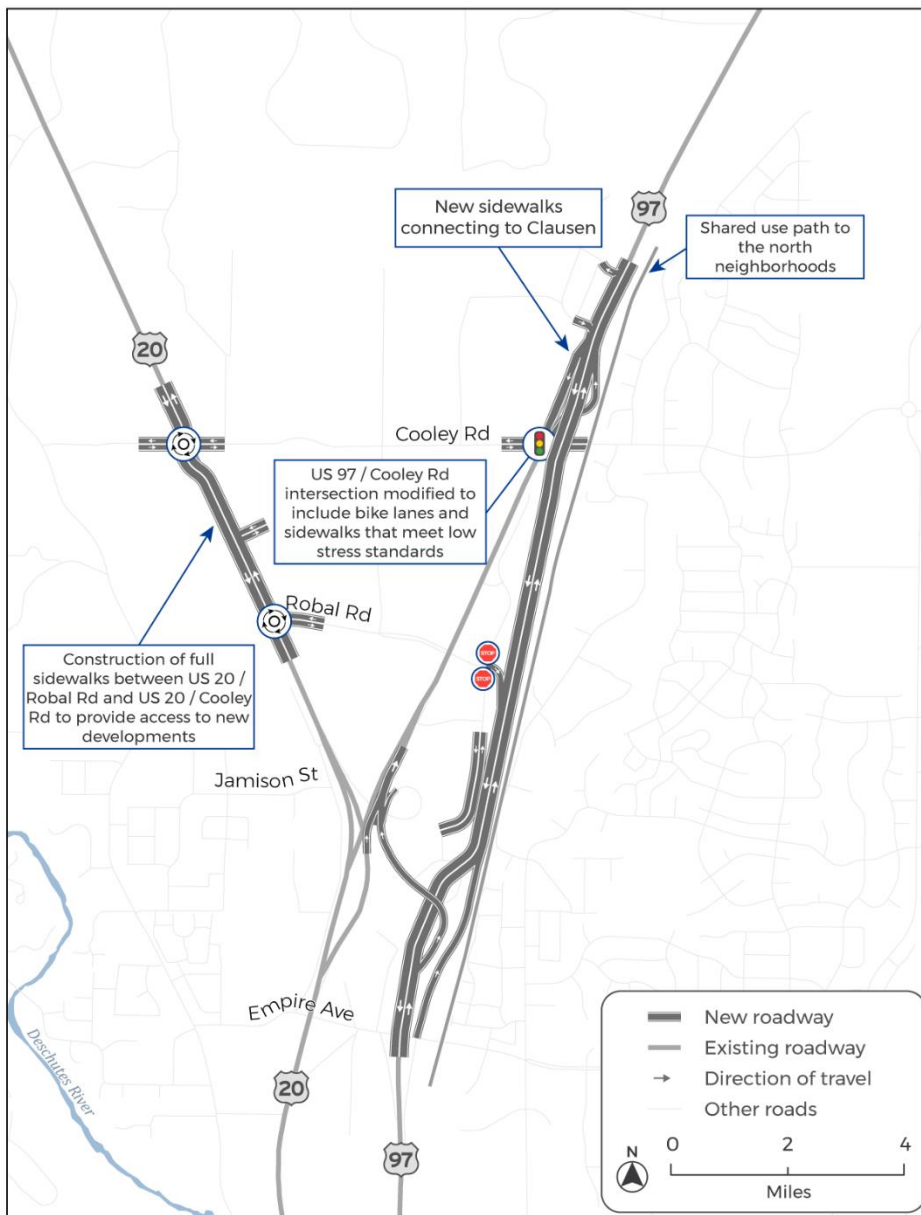 New sidewalks
connecting to Clausen
97
Shared use path to
the north
neighborhoods
20
Cooley Rd
US 97 / Cooley Rd
intersection modified to
include bike lanes and
sidewalks that meet low
stress standards
Robal Rd
STOP
STOP
Construction of full
sidewalks between US 20 /
Robal Rd and US 20 / Cooley
Rd to provide access to new
developments
Jamison St
Empire Ave
Deschutes River
20
97
New roadway
Existing roadway
Direction of travel
Other roads
N
0 2 4
Miles